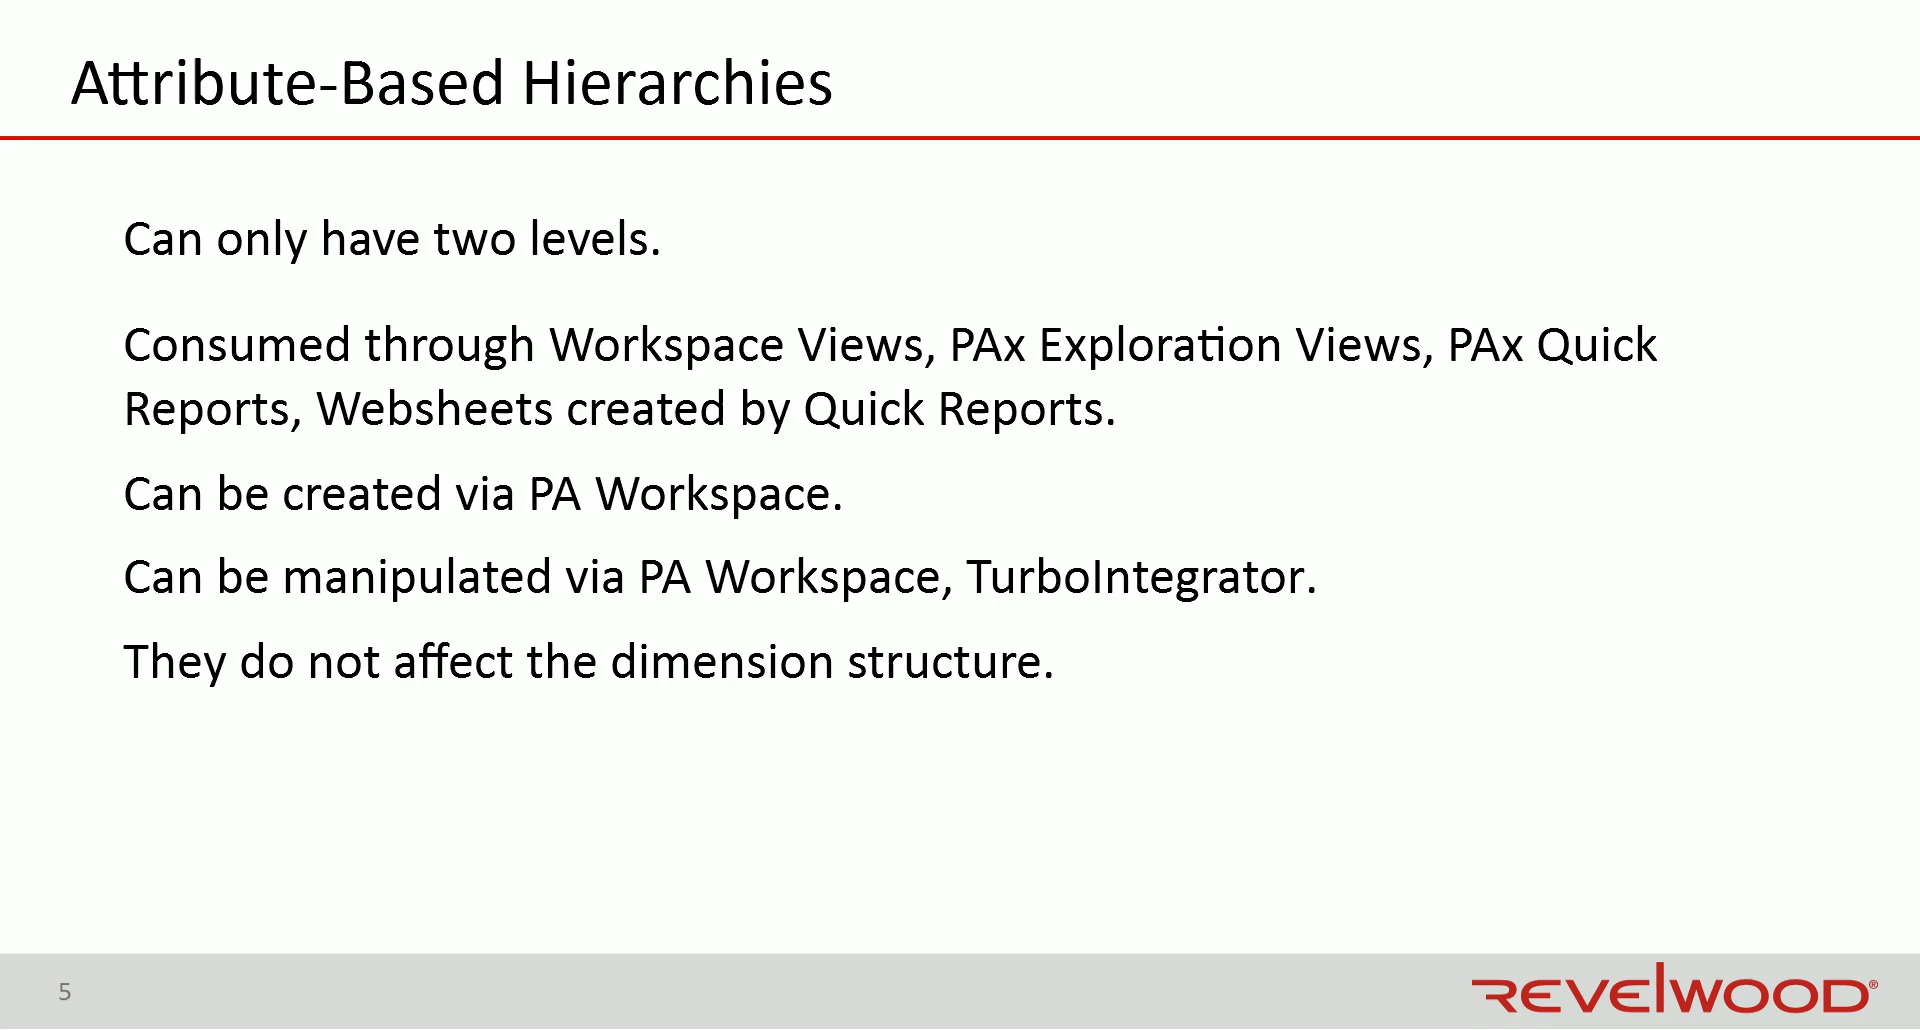 Attribute-Based Hierarchies
Can only have two levels.
Consumed through Workspace Views, PAx Exploration Views, PAx Quick
Reports, Websheets created by Quick Reports.
Can be created via PA Workspace.
Can be manipulated via PA Workspace, TurboIntegrator.
They do not affect the dimension structure.
5
REVELWOOD®